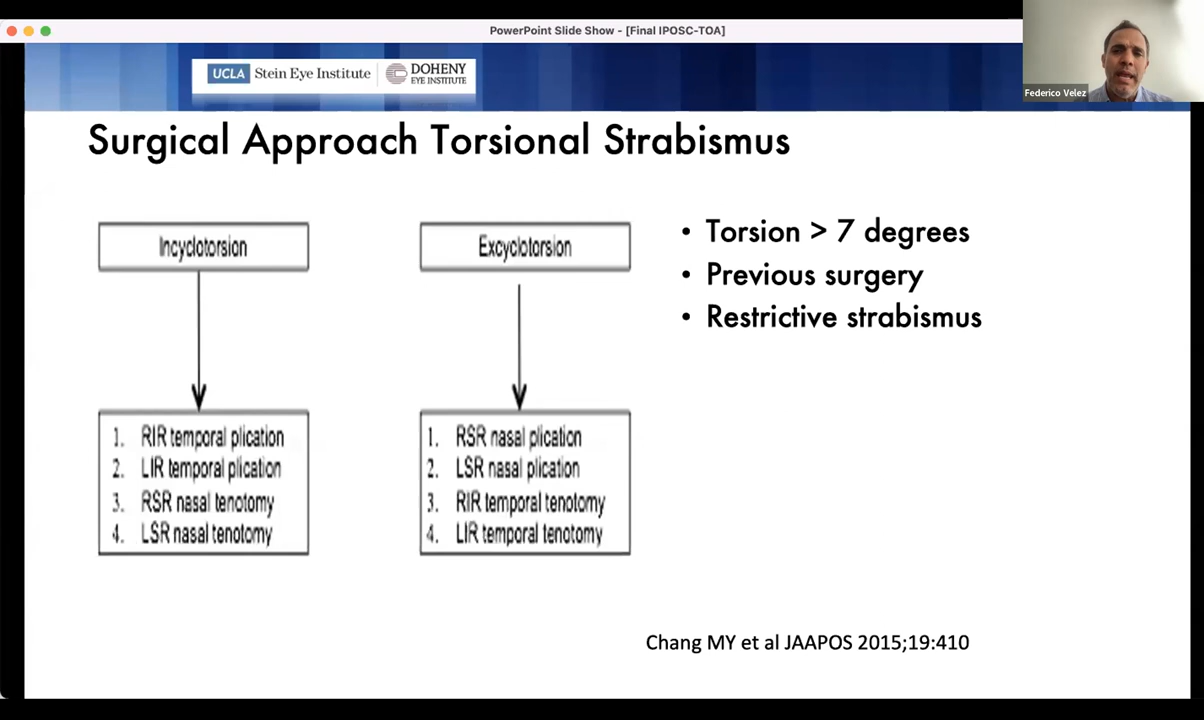 PowerPoint Slide Show - [Final IPOSC-TOA]
UCLA Stein Eye Institute
DOHENY
EYE INSTITUTE
Federico Velez
Surgical Approach Torsional Strabismus
Incyclotorsion
1. RIR temporal plication
2. LIR temporal plication
3. RSR nasal tenotomy
4. LSR nasal tenotomy
Excyclotorsion
1. RSR nasal plication
2. LSR nasal plication
3. RIR temporal tenotomy
4. LIR temporal tenotomy
• Torsion > 7 degrees
• Previous surgery
• Restrictive strabismus
Chang MY et al JAAPOS 2015;19:410